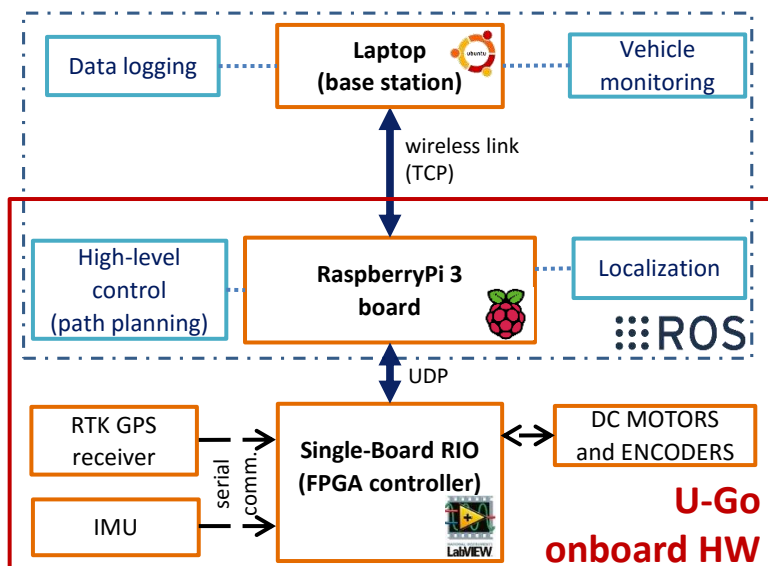 Data logging
Laptop
(base station)
ubuntu
Vehicle
monitoring
wireless link
(TCP)
High-level
control
(path planning)
RaspberryPi 3
board
Localization
ROS
UDP
RTK GPS
receiver
serial
comm.
IMU
Single-Board RIO
(FPGA controller)
LabVIEW
DC MOTORS
and ENCODERS
U-Go
onboard HW